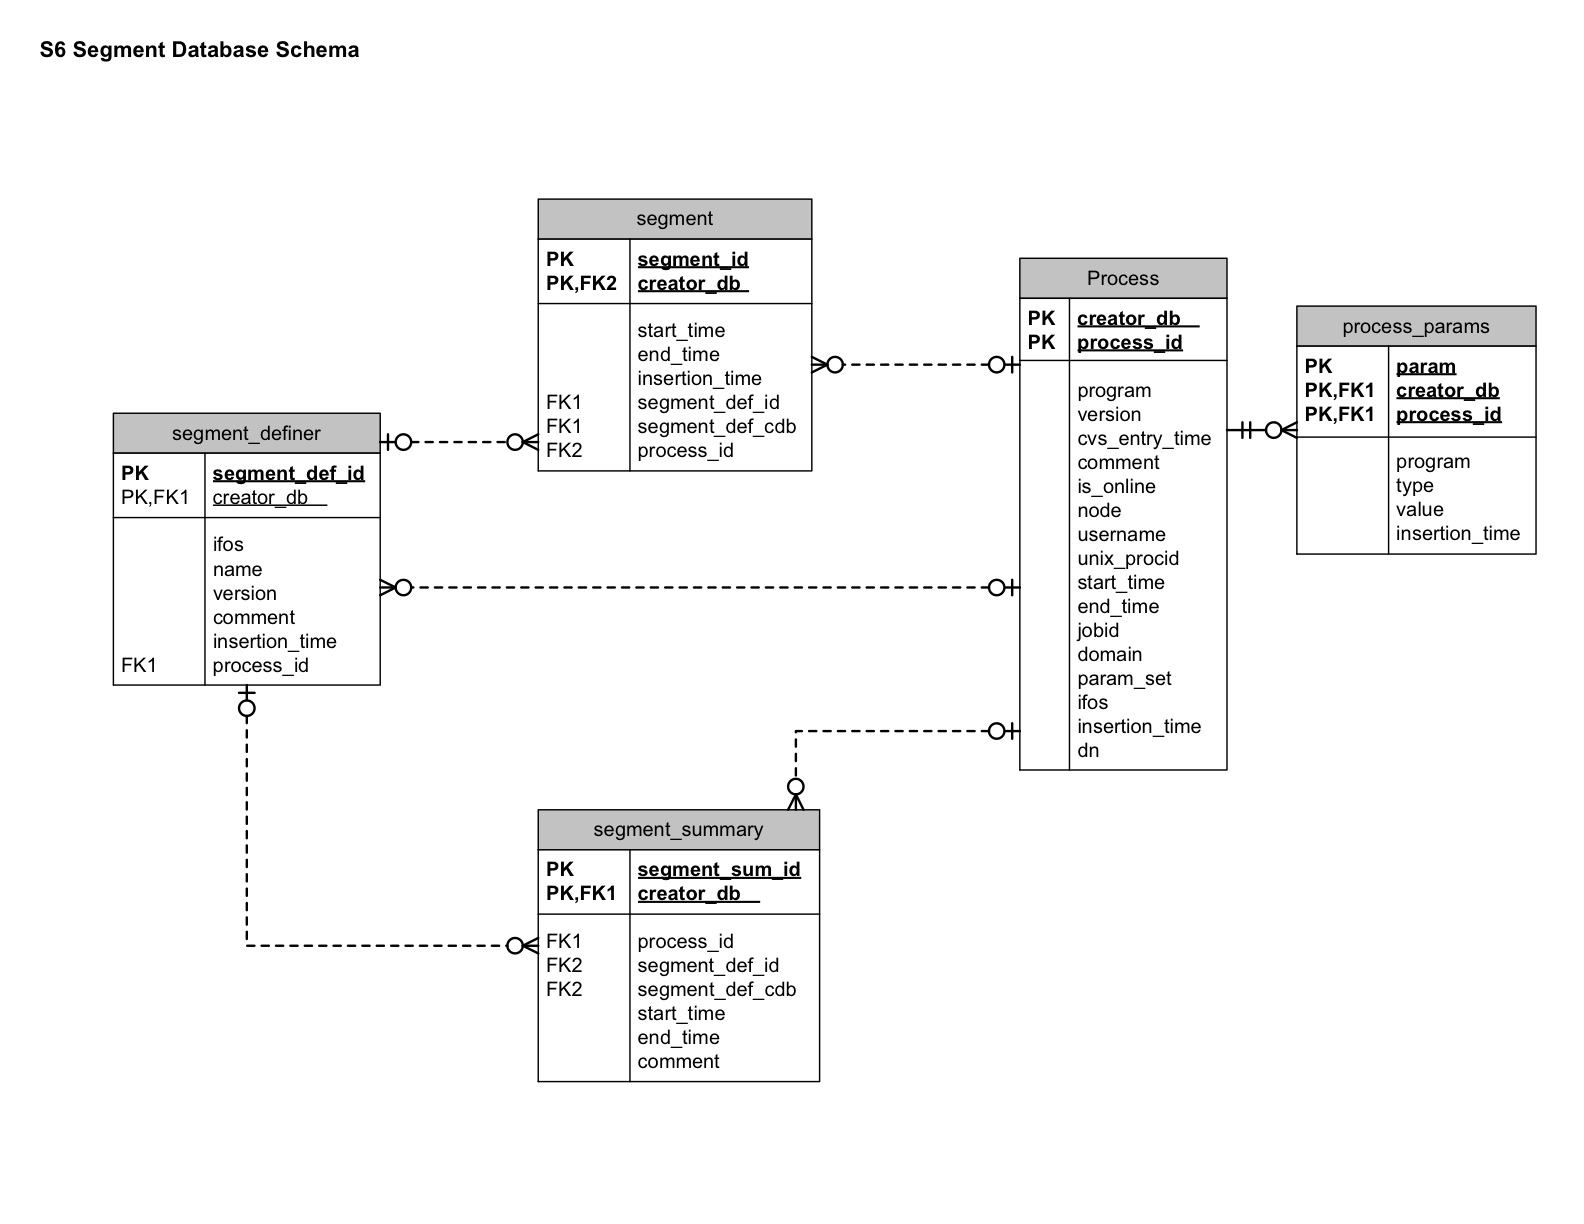 S6 Segment Database Schema
segment
PK segment_id
PK,FK2 creator_db
start_time
end_time
insertion_time
FK1 segment_def_id
FK1 segment_def_cdb
FK2 process_id
Process
PK creator_db
PK process_id
program
version
cvs_entry_time
comment
is_online
node
username
unix_procid
start_time
end_time
jobid
domain
param_set
ifos
insertion_time
dn
process_params
PK param
PK,FK1 creator_db
PK,FK1 process_id
program
type
value
insertion_time
segment_definer
PK segment_def_id
PK,FK1 creator_db
ifos
name
version
comment
insertion_time
FK1 process_id
segment_summary
PK segment_sum_id
PK,FK1 creator_db
FK1 process_id
FK2 segment_def_id
FK2 segment_def_cdb
start_time
end_time
comment